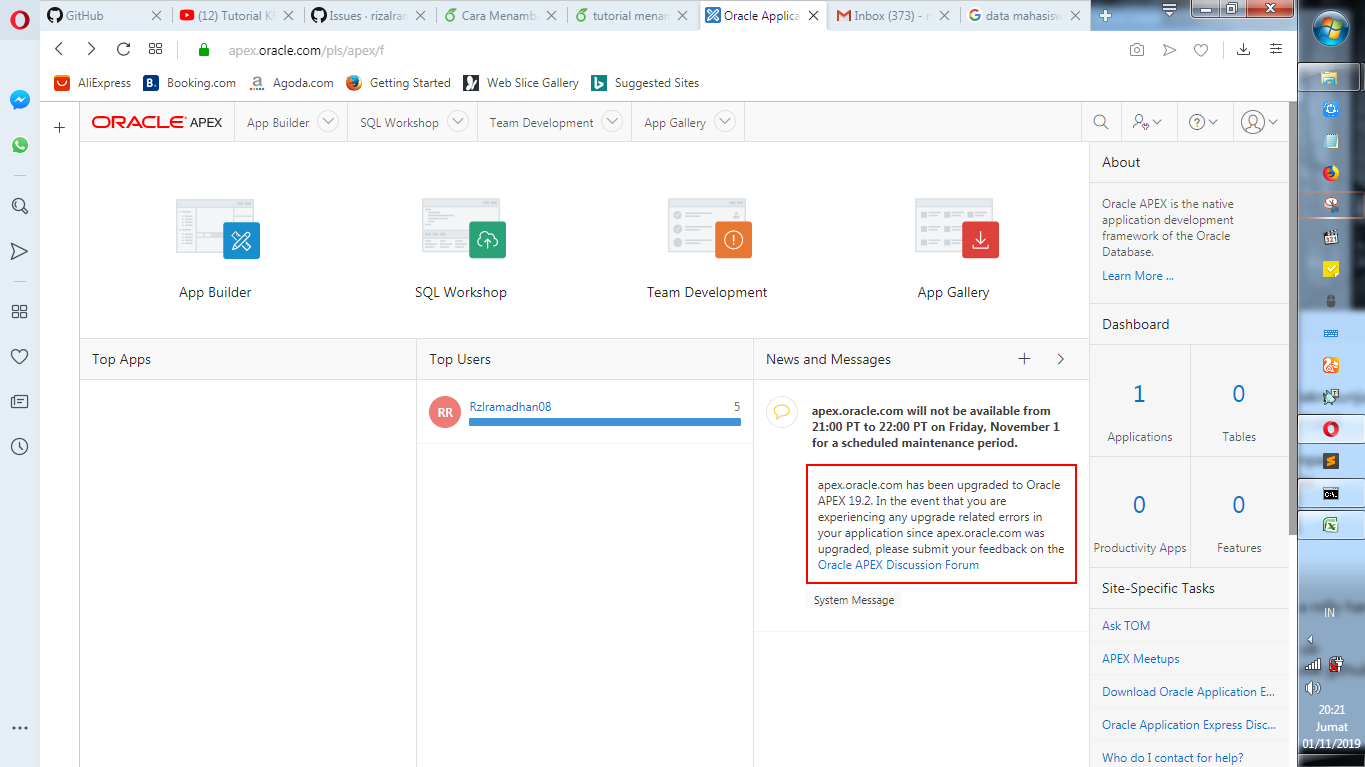 GitHub
(12) Tutorial KE
Issues · rizalran
Cara Menamb
tutorial menan
Oracle Applica
Inbox (373) -
data mahasisw
apex.oracle.com/pls/apex/f
AliExpress
B.
Booking.com
a
Agoda.com
Getting Started
Web Slice Gallery
Suggested Sites
ORACLE APEX
App Builder
SQL Workshop
Team Development
App Gallery
App Builder
SQL Workshop
Team Development
App Gallery
Top Apps
Top Users
RR
Rzlramadhan08
5
News and Messages
apex.oracle.com will not be available from
21:00 PT to 22:00 PT on Friday, November 1
for a scheduled maintenance period.
apex.oracle.com has been upgraded to Oracle
APEX 19.2. In the event that you are
experiencing any upgrade related errors in
your application since apex.oracle.com was
upgraded, please submit your feedback on the
Oracle APEX Discussion Forum
System Message
About
Oracle APEX is the native
application development
framework of the Oracle
Database.
Learn More ...
Dashboard
1
Applications
0
Tables
0
Productivity Apps
0
Features
Site-Specific Tasks
Ask TOM
APEX Meetups
Download Oracle Application E...
Oracle Application Express Disc...
Who do I contact for help?
321
C:\.
IN
20:21
Jumat
01/11/2019